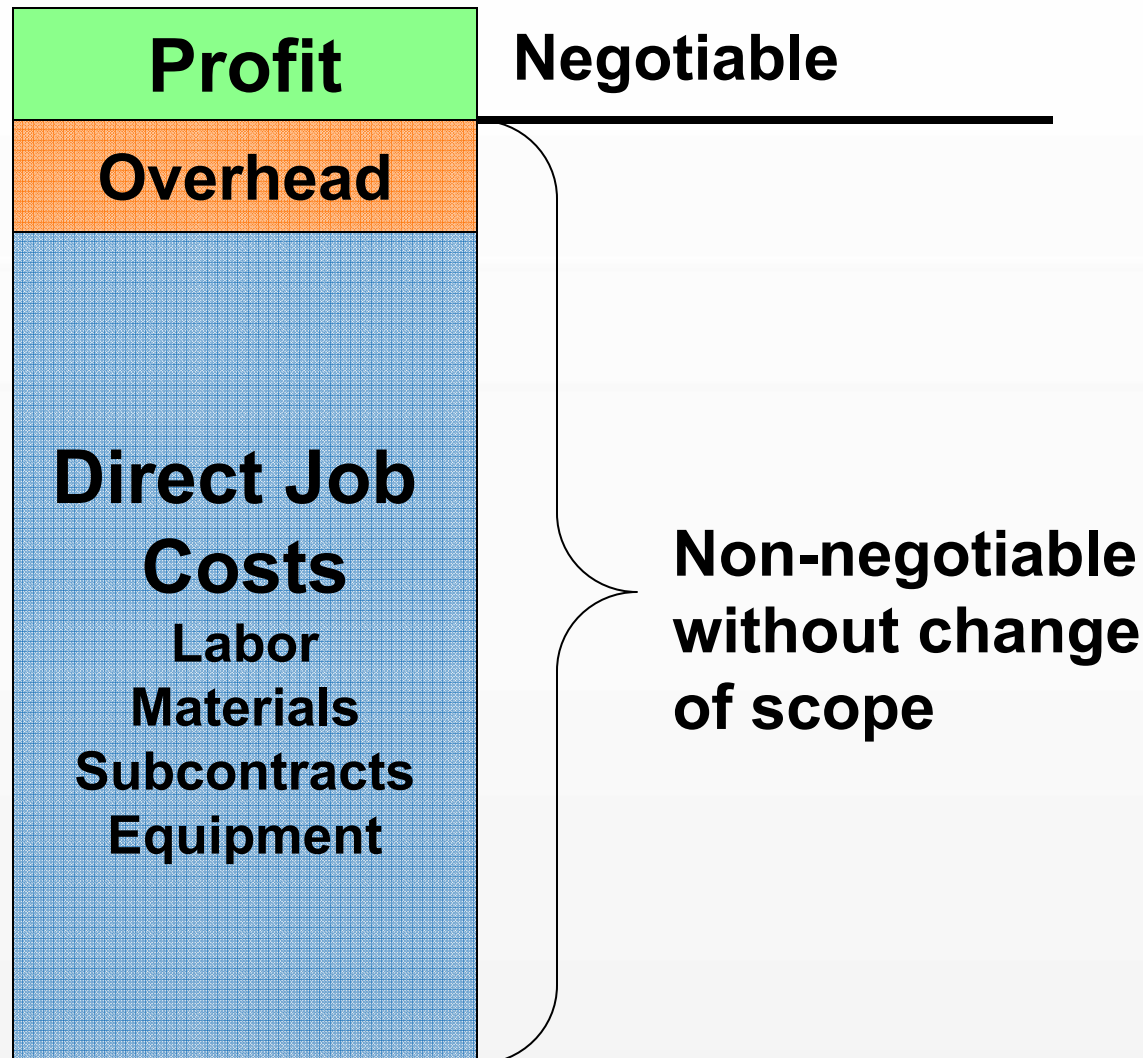 Profit
Negotiable
Overhead
Direct Job
Costs
Labor
Materials
Subcontracts
Equipment
Non-negotiable
without change
of scope